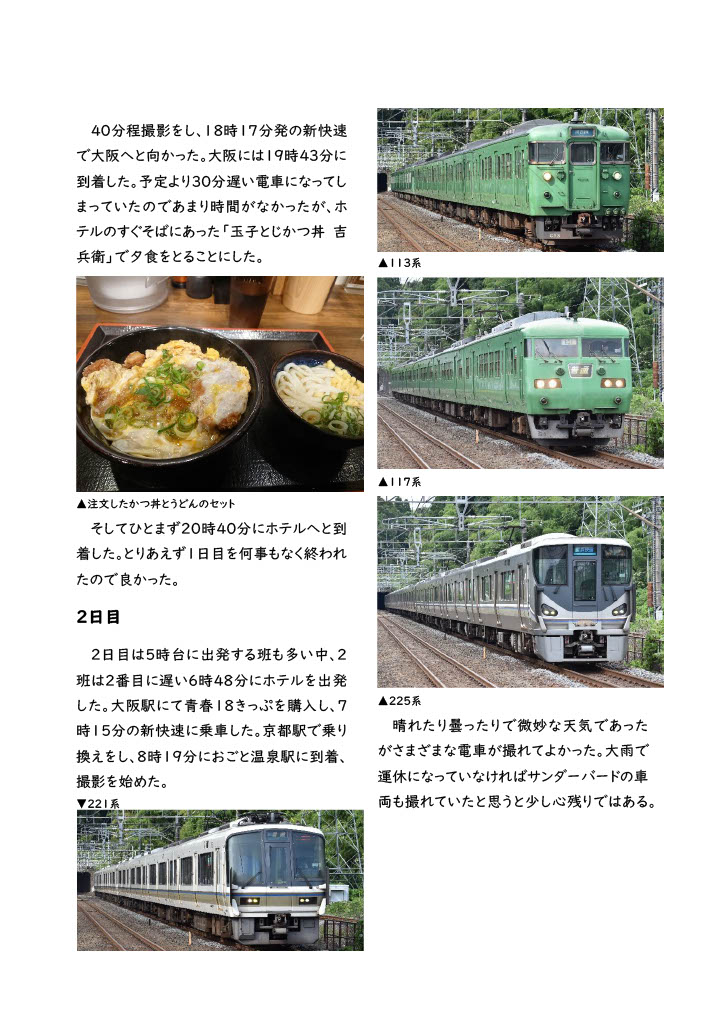 40分程撮影をし、18時17分発の新快速
で大阪へと向かった。大阪には19時43分に
到着した。予定より30分遅い電車になってし
まっていたのであまり時間がなかったが、ホ
テルのすぐそばにあった「玉子とじかつ丼 吉
兵衛」で夕食をとることにした。
▲注文したかつ丼とうどんのセット
そしてひとまず20時40分にホテルへと到
着した。とりあえず1日目を何事もなく終われ
たので良かった。
2日目
2日目は5時台に出発する班も多い中、2
班は2番目に遅い6時48分にホテルを出発
した。大阪駅にて青春18きっぷを購入し、7
時15分の新快速に乗車した。京都駅で乗り
換えをし、8時19分におごと温泉駅に到着、
撮影を始めた。
▼221系
▲113系
普通
▲117系
▲225系
晴れたり曇ったりで微妙な天気であった
がさまざまな電車が撮れてよかった。大雨で
運休になっていなければサンダーバードの車
両も撮れていたと思うと少し心残りではある。